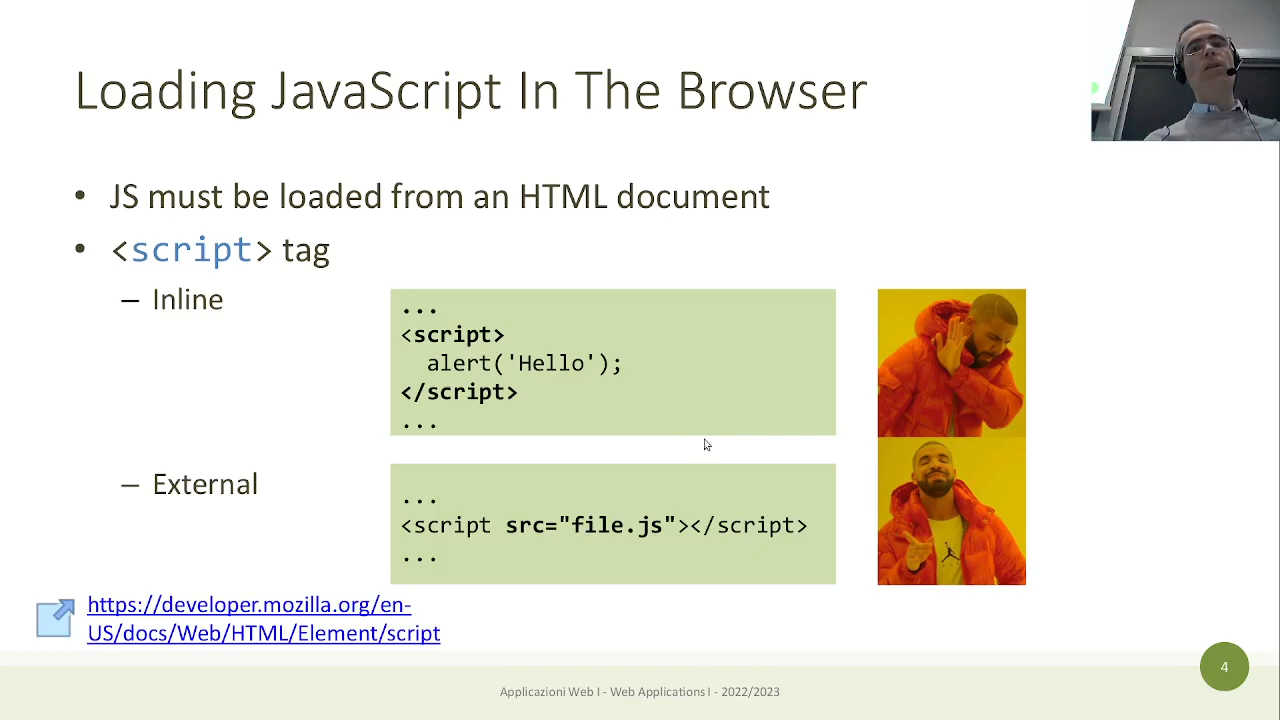 Loading JavaScript In The Browser
• JS must be loaded from an HTML document
• <script> tag
– Inline
...
<script>
alert('Hello');
</script>
...
– External
...
<script src="file.js"></script>
...
https://developer.mozilla.org/en-
US/docs/Web/HTML/Element/script
4
Applicazioni Web I - Web Applications I - 2022/2023